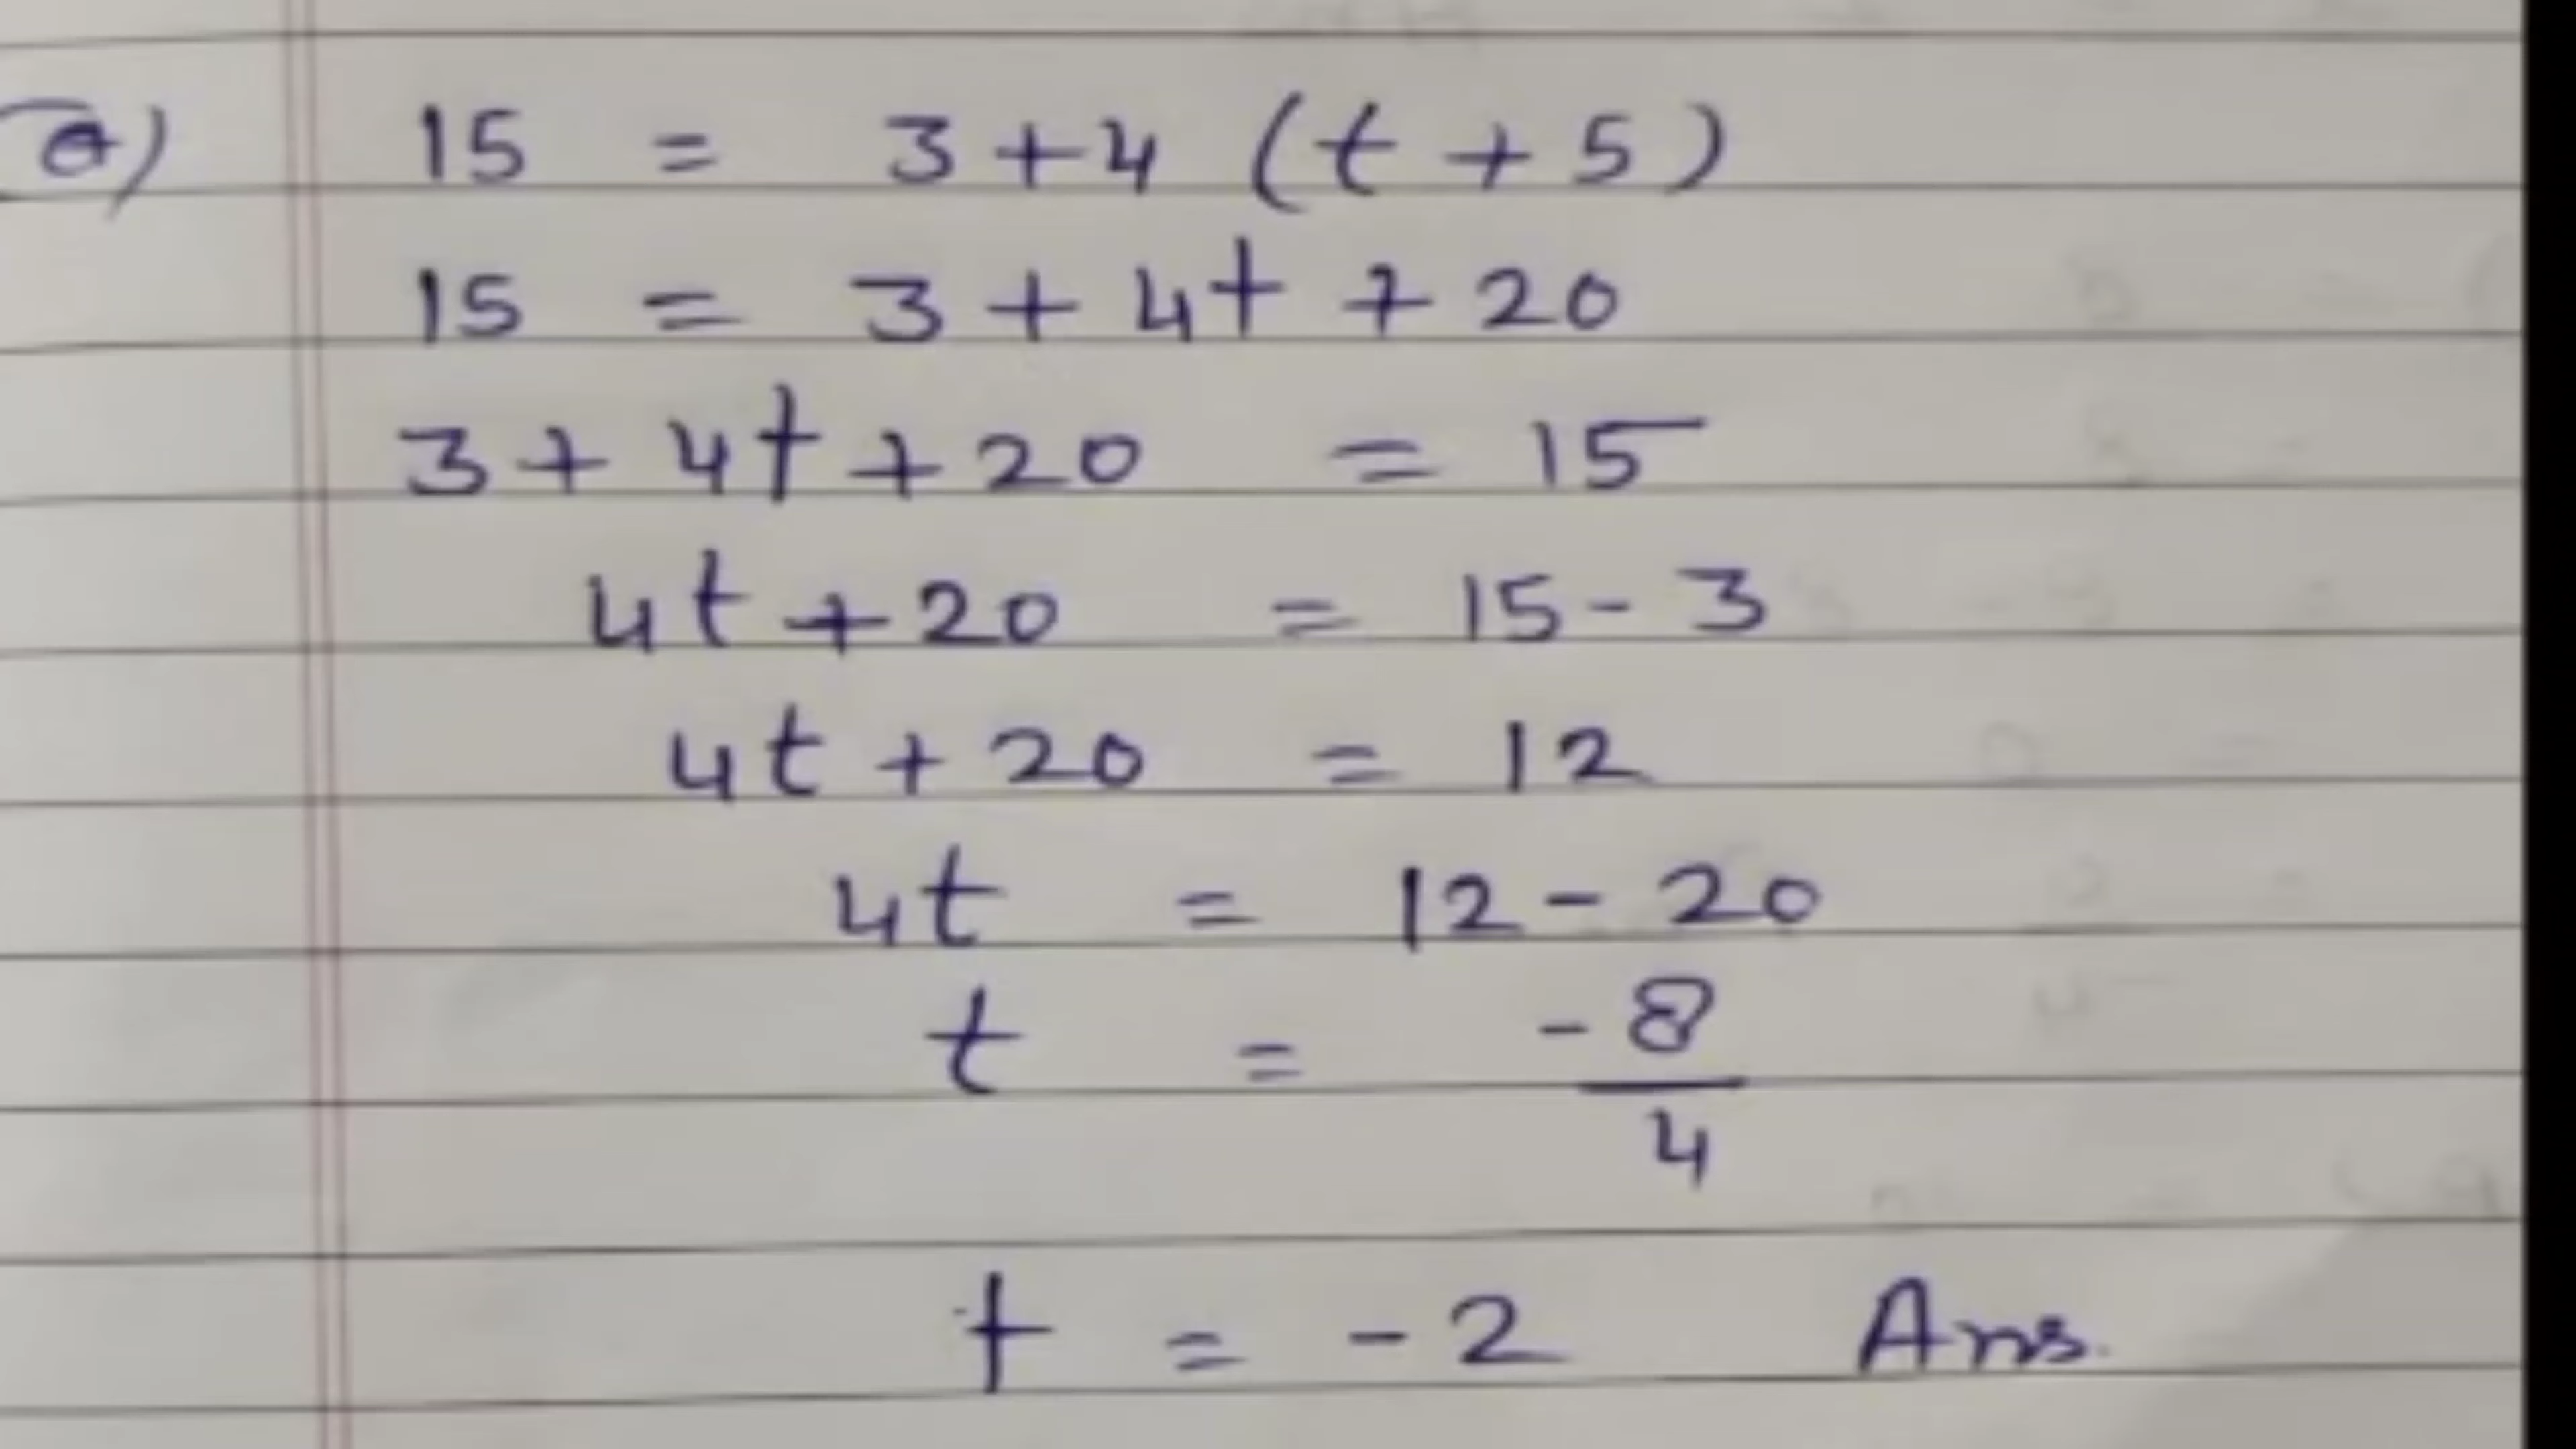 a) 15 = 3+4 (t + 5)
15 = 3 + 4t + 20
3 + 4t + 20 = 15
4t + 20 = 15 - 3
4t + 20 = 12
4t = 12 - 20
t = -8/4
t = -2 Ans.